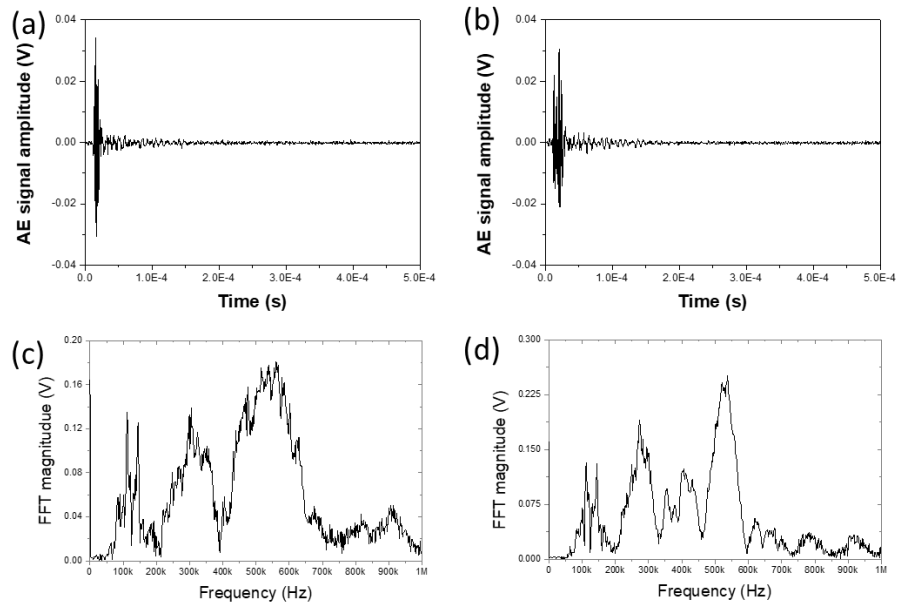 (a)
0.04
0.02
0.00
-0.02
-0.04
AE signal amplitude (V)
0.0 1.0E-4 2.0E-4 3.0E-4 4.0E-4 5.0E-4
Time (s)
(b)
0.04
0.02
0.00
-0.02
-0.04
AE signal amplitude (V)
0.0 1.0E-4 2.0E-4 3.0E-4 4.0E-4 5.0E-4
Time (s)
(c)
0.20
0.16
0.12
0.08
0.04
0.00
FFT magnitudue (V)
0 100k 200k 300k 400k 500k 600k 700k 800k 900k 1M
Frequency (Hz)
(d)
0.300
0.225
0.150
0.075
0.000
FFT magnitude (V)
0 100k 200k 300k 400k 500k 600k 700k 800k 900k 1M
Frequency (Hz)